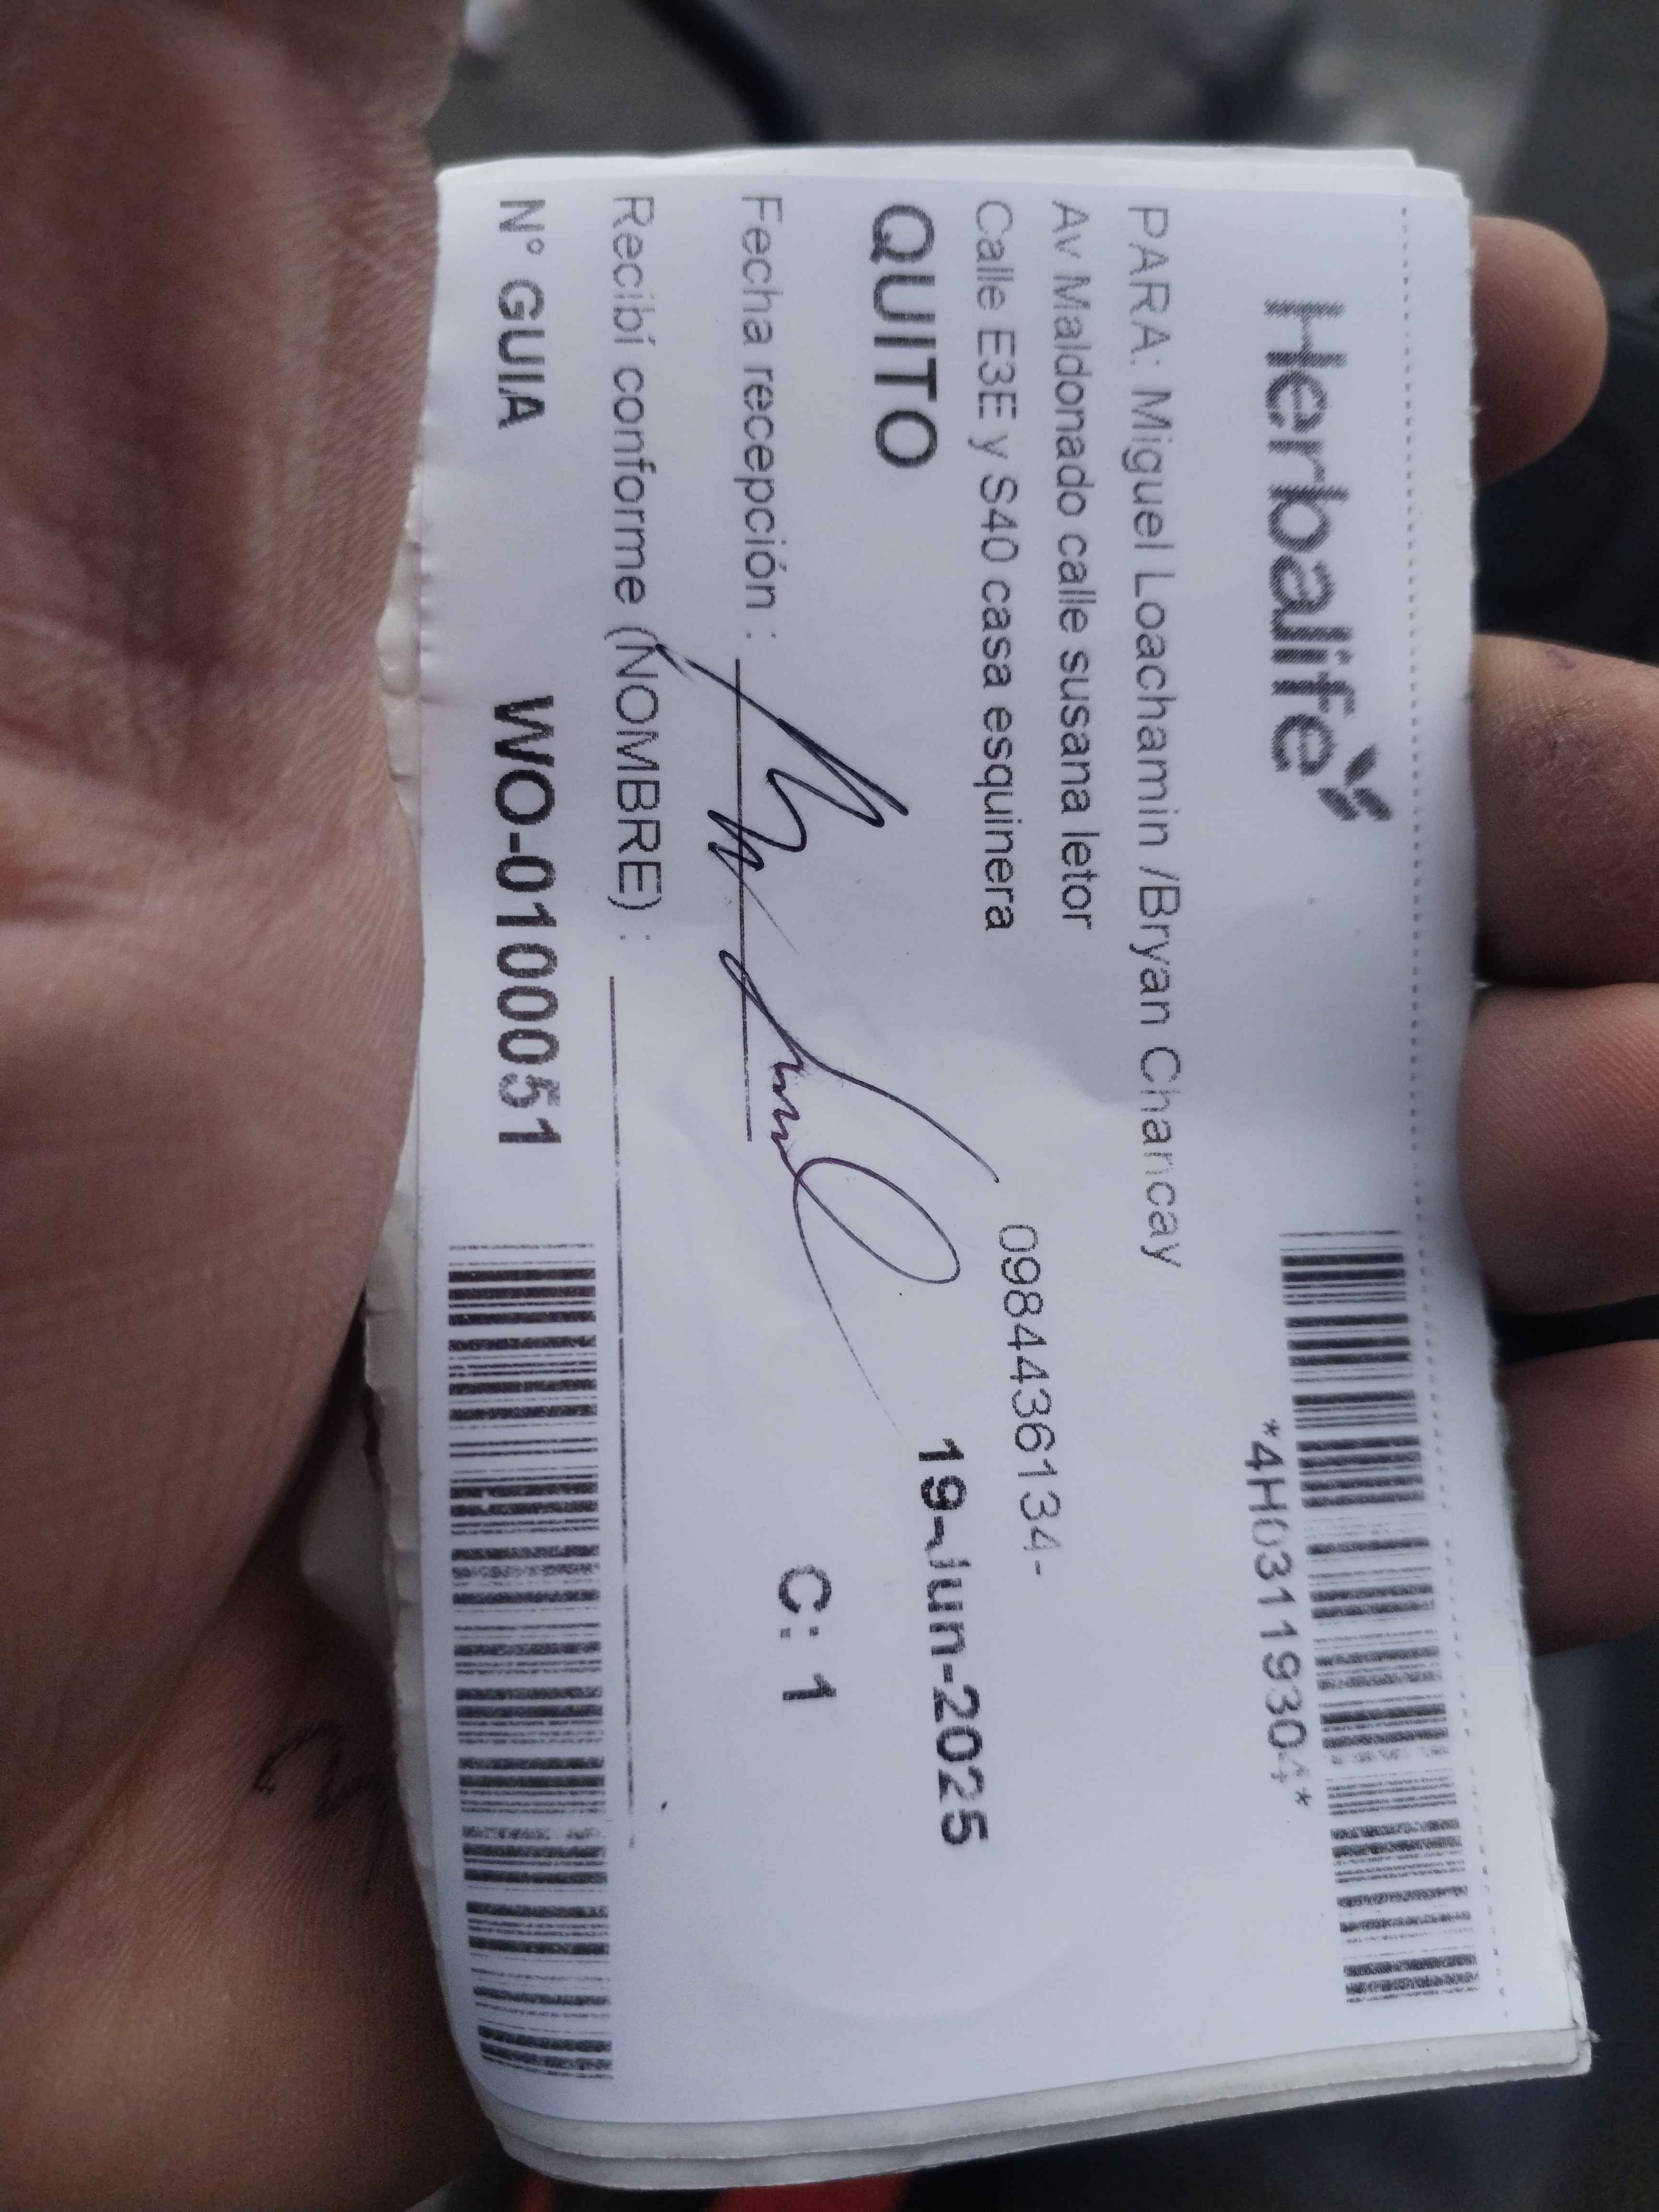 Herbalife
*4H03119304*
PARA: Miguel Loachamin /Bryan Chancay
Av Maldonado calle susana letor
Calle E3E y S40 casa esquinera
0984436134-
QUITO
19-Jun-2025
Fecha recepción :
C: 1
Recibí conforme (NOMBRE) :
N° GUIA WO-0100051